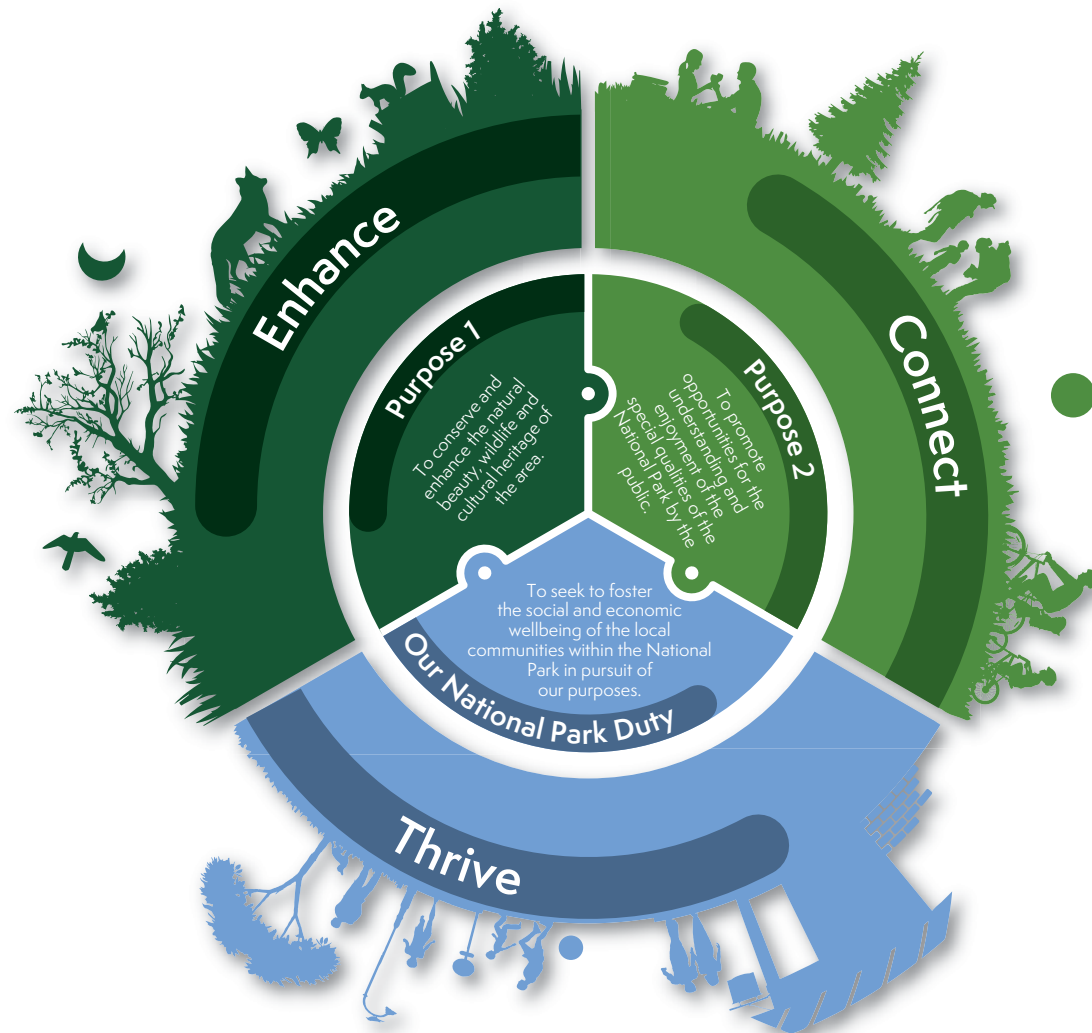 Enhance
Purpose 1
To conserve and
enhance the natural
beauty, wildlife and
cultural heritage of
the area.
Connect
Purpose 2
To promote
opportunities for the
understanding and
enjoyment of the
special qualities of the
National Park by the
public.
To seek to foster
the social and economic
wellbeing of the local
communities within the National
Park in pursuit of
our purposes.
Our National Park Duty
Thrive